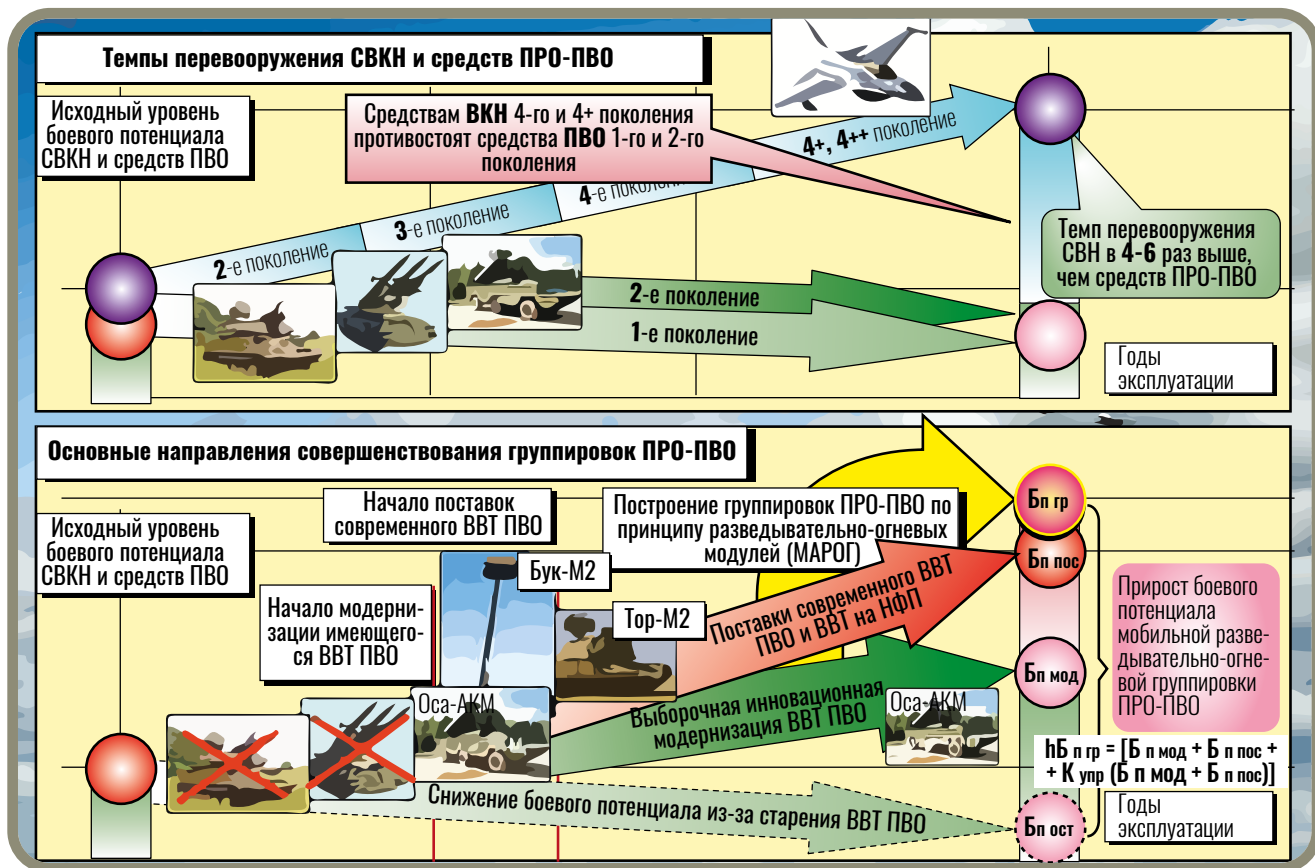 Темпы перевооружения СВКН и средств ПРО-ПВО
Исходный уровень
боевого потенциала
СВКН и средств ПВО
Средствам ВКН 4-го и 4+ поколения
противостоят средства ПВО 1-го и 2-го
поколения
2-е поколение
3-е поколение
4-е поколение
4+, 4++ поколение
Темп перевооружения
СВН в 4-6 раз выше,
чем средств ПРО-ПВО
2-е поколение
1-е поколение
Годы
эксплуатации
Основные направления совершенствования группировок ПРО-ПВО
Исходный уровень
боевого потенциала
СВКН и средств ПВО
Начало поставок
современного ВВТ ПВО
Построение группировок ПРО-ПВО по
принципу разведывательно-огневых
модулей (МАРОГ)
Начало модерни-
зации имеющего-
ся ВВТ ПВО
Бук-М2
Тор-М2
Оса-АКМ
Поставки современного ВВТ
ПВО и ВВТ на НФП
Выборочная инновационная
модернизация ВВТ ПВО
Оса-АКМ
Снижение боевого потенциала из-за старения ВВТ ПВО
Бп гр
Бп пос
Бп мод
Бп ост
Прирост боевого
потенциала
мобильной разве-
дывательно-огне-
вой группировки
ПРО-ПВО
hБ п гр = [Б п мод + Б п пос +
+ К упр (Б п мод + Б п пос)]
Годы
эксплуатации